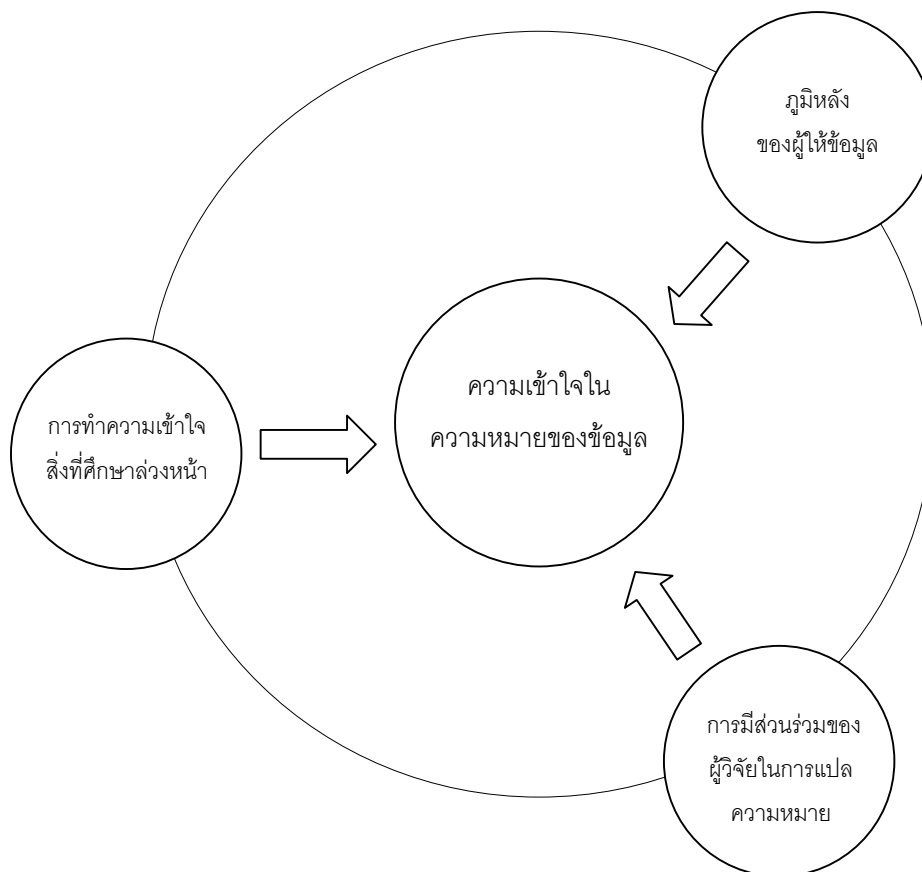 ภูมิหลัง
ของผู้ให้ข้อมูล
ความเข้าใจใน
ความหมายของข้อมูล
การทำความเข้าใจ
สิ่งที่ศึกษาล่วงหน้า
การมีส่วนร่วมของ
ผู้วิจัยในการแปล
ความหมาย